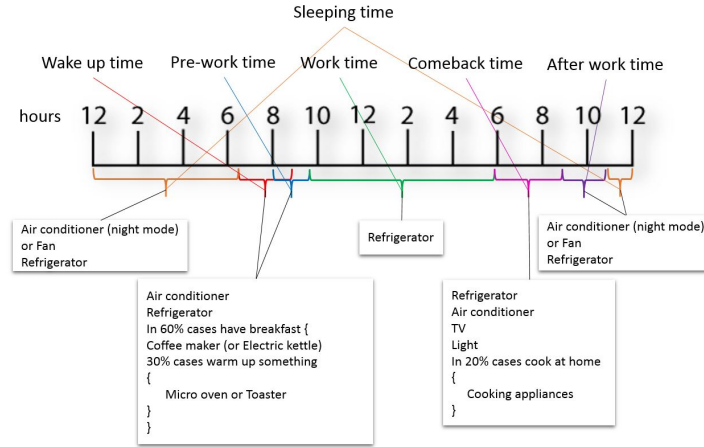 Sleeping time
Wake up time
Pre-work time
Work time
Comeback time
After work time
hours
12 2 4 6 8 10 12 2 4 6 8 10 12
Air conditioner (night mode)
or Fan
Refrigerator
Refrigerator
Air conditioner (night mode)
or Fan
Refrigerator
Air conditioner
Refrigerator
In 60% cases have breakfast {
Coffee maker (or Electric kettle)
30% cases warm up something
{
Micro oven or Toaster
}
}
Refrigerator
Air conditioner
TV
Light
In 20% cases cook at home
{
Cooking appliances
}